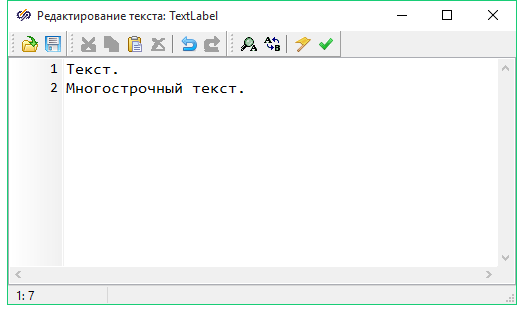 Редактирование текста: TextLabel
1 Текст.
2 Многострочный текст.
1: 7